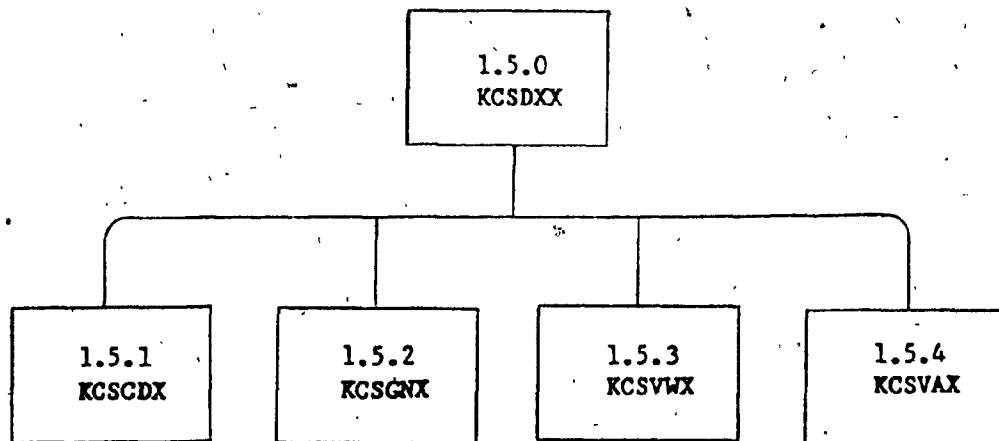 1.5.0
KCSDXX
1.5.1
KCSCDX
1.5.2
KCSGNX
1.5.3
KCSVWX
1.5.4
KCSVAX